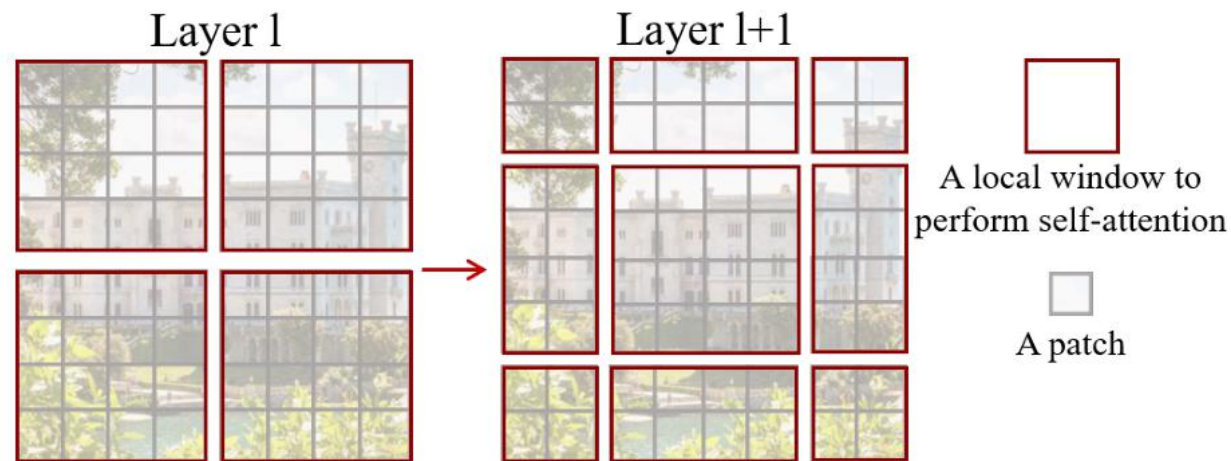 Layer l
Layer l+1
A local window to
perform self-attention
A patch